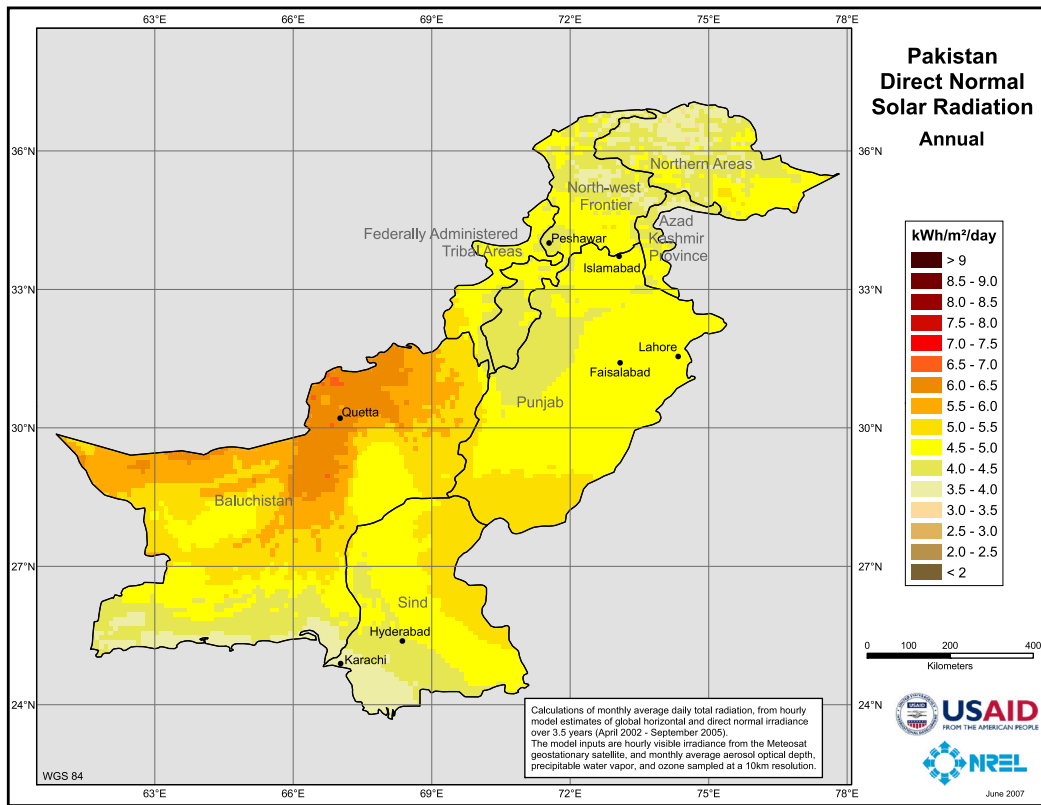 63°E 66°E 69°E 72°E 75°E 78°E
Pakistan
Direct Normal
Solar Radiation
Annual
36°N 36°N
Northern Areas
North-west
Frontier
Federally Administered
Tribal Areas
Azad
Kashmir
Province
Peshawar
Islamabad
33°N 33°N
Lahore
Faisalabad
Punjab
Quetta
30°N 30°N
Baluchistan
27°N 27°N
Sind
Hyderabad
Karachi
24°N 24°N
kWh/m²/day
> 9
8.5 - 9.0
8.0 - 8.5
7.5 - 8.0
7.0 - 7.5
6.5 - 7.0
6.0 - 6.5
5.5 - 6.0
5.0 - 5.5
4.5 - 5.0
4.0 - 4.5
3.5 - 4.0
3.0 - 3.5
2.5 - 3.0
2.0 - 2.5
< 2
0 100 200 400
Kilometers
Calculations of monthly average daily total radiation, from hourly
model estimates of global horizontal and direct normal irradiance
over 3.5 years (April 2002 - September 2005).
The model inputs are hourly visible irradiance from the Meteosat
geostationary satellite, and monthly average aerosol optical depth,
precipitable water vapor, and ozone sampled at a 10km resolution.
WGS 84
63°E 66°E 69°E 72°E 75°E 78°E
USAID
USAID
FROM THE AMERICAN PEOPLE
NREL
June 2007